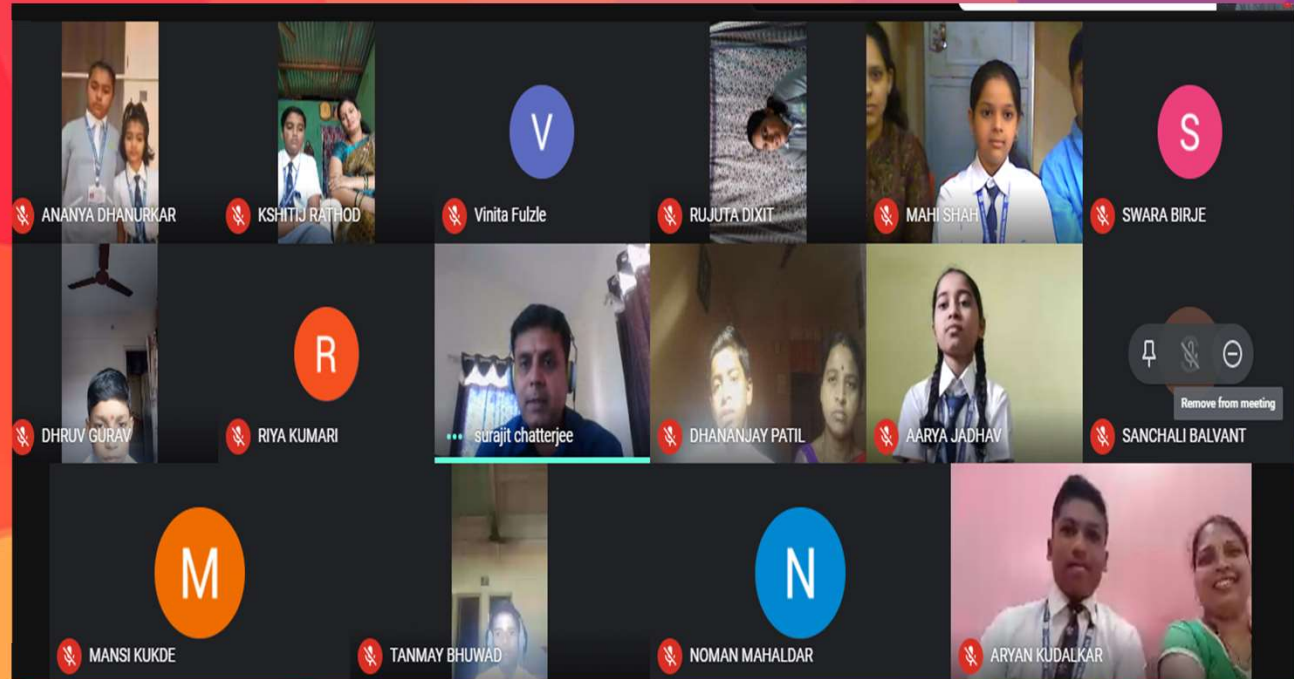 ANANYA DHANURKAR
KSHITIJ RATHOD
V
Vinita Fulzle
RUJUTA DIXIT
MAHI SHAH
S
SWARA BIRJE
DHRUV GURAV
R
RIYA KUMARI
surajit chatterjee
DHANANJAY PATIL
AARYA JADHAV
Remove from meeting
SANCHALI BALVANT
M
MANSI KUKDE
TANMAY BHUWAD
N
NOMAN MAHALDAR
ARYAN KUDALKAR